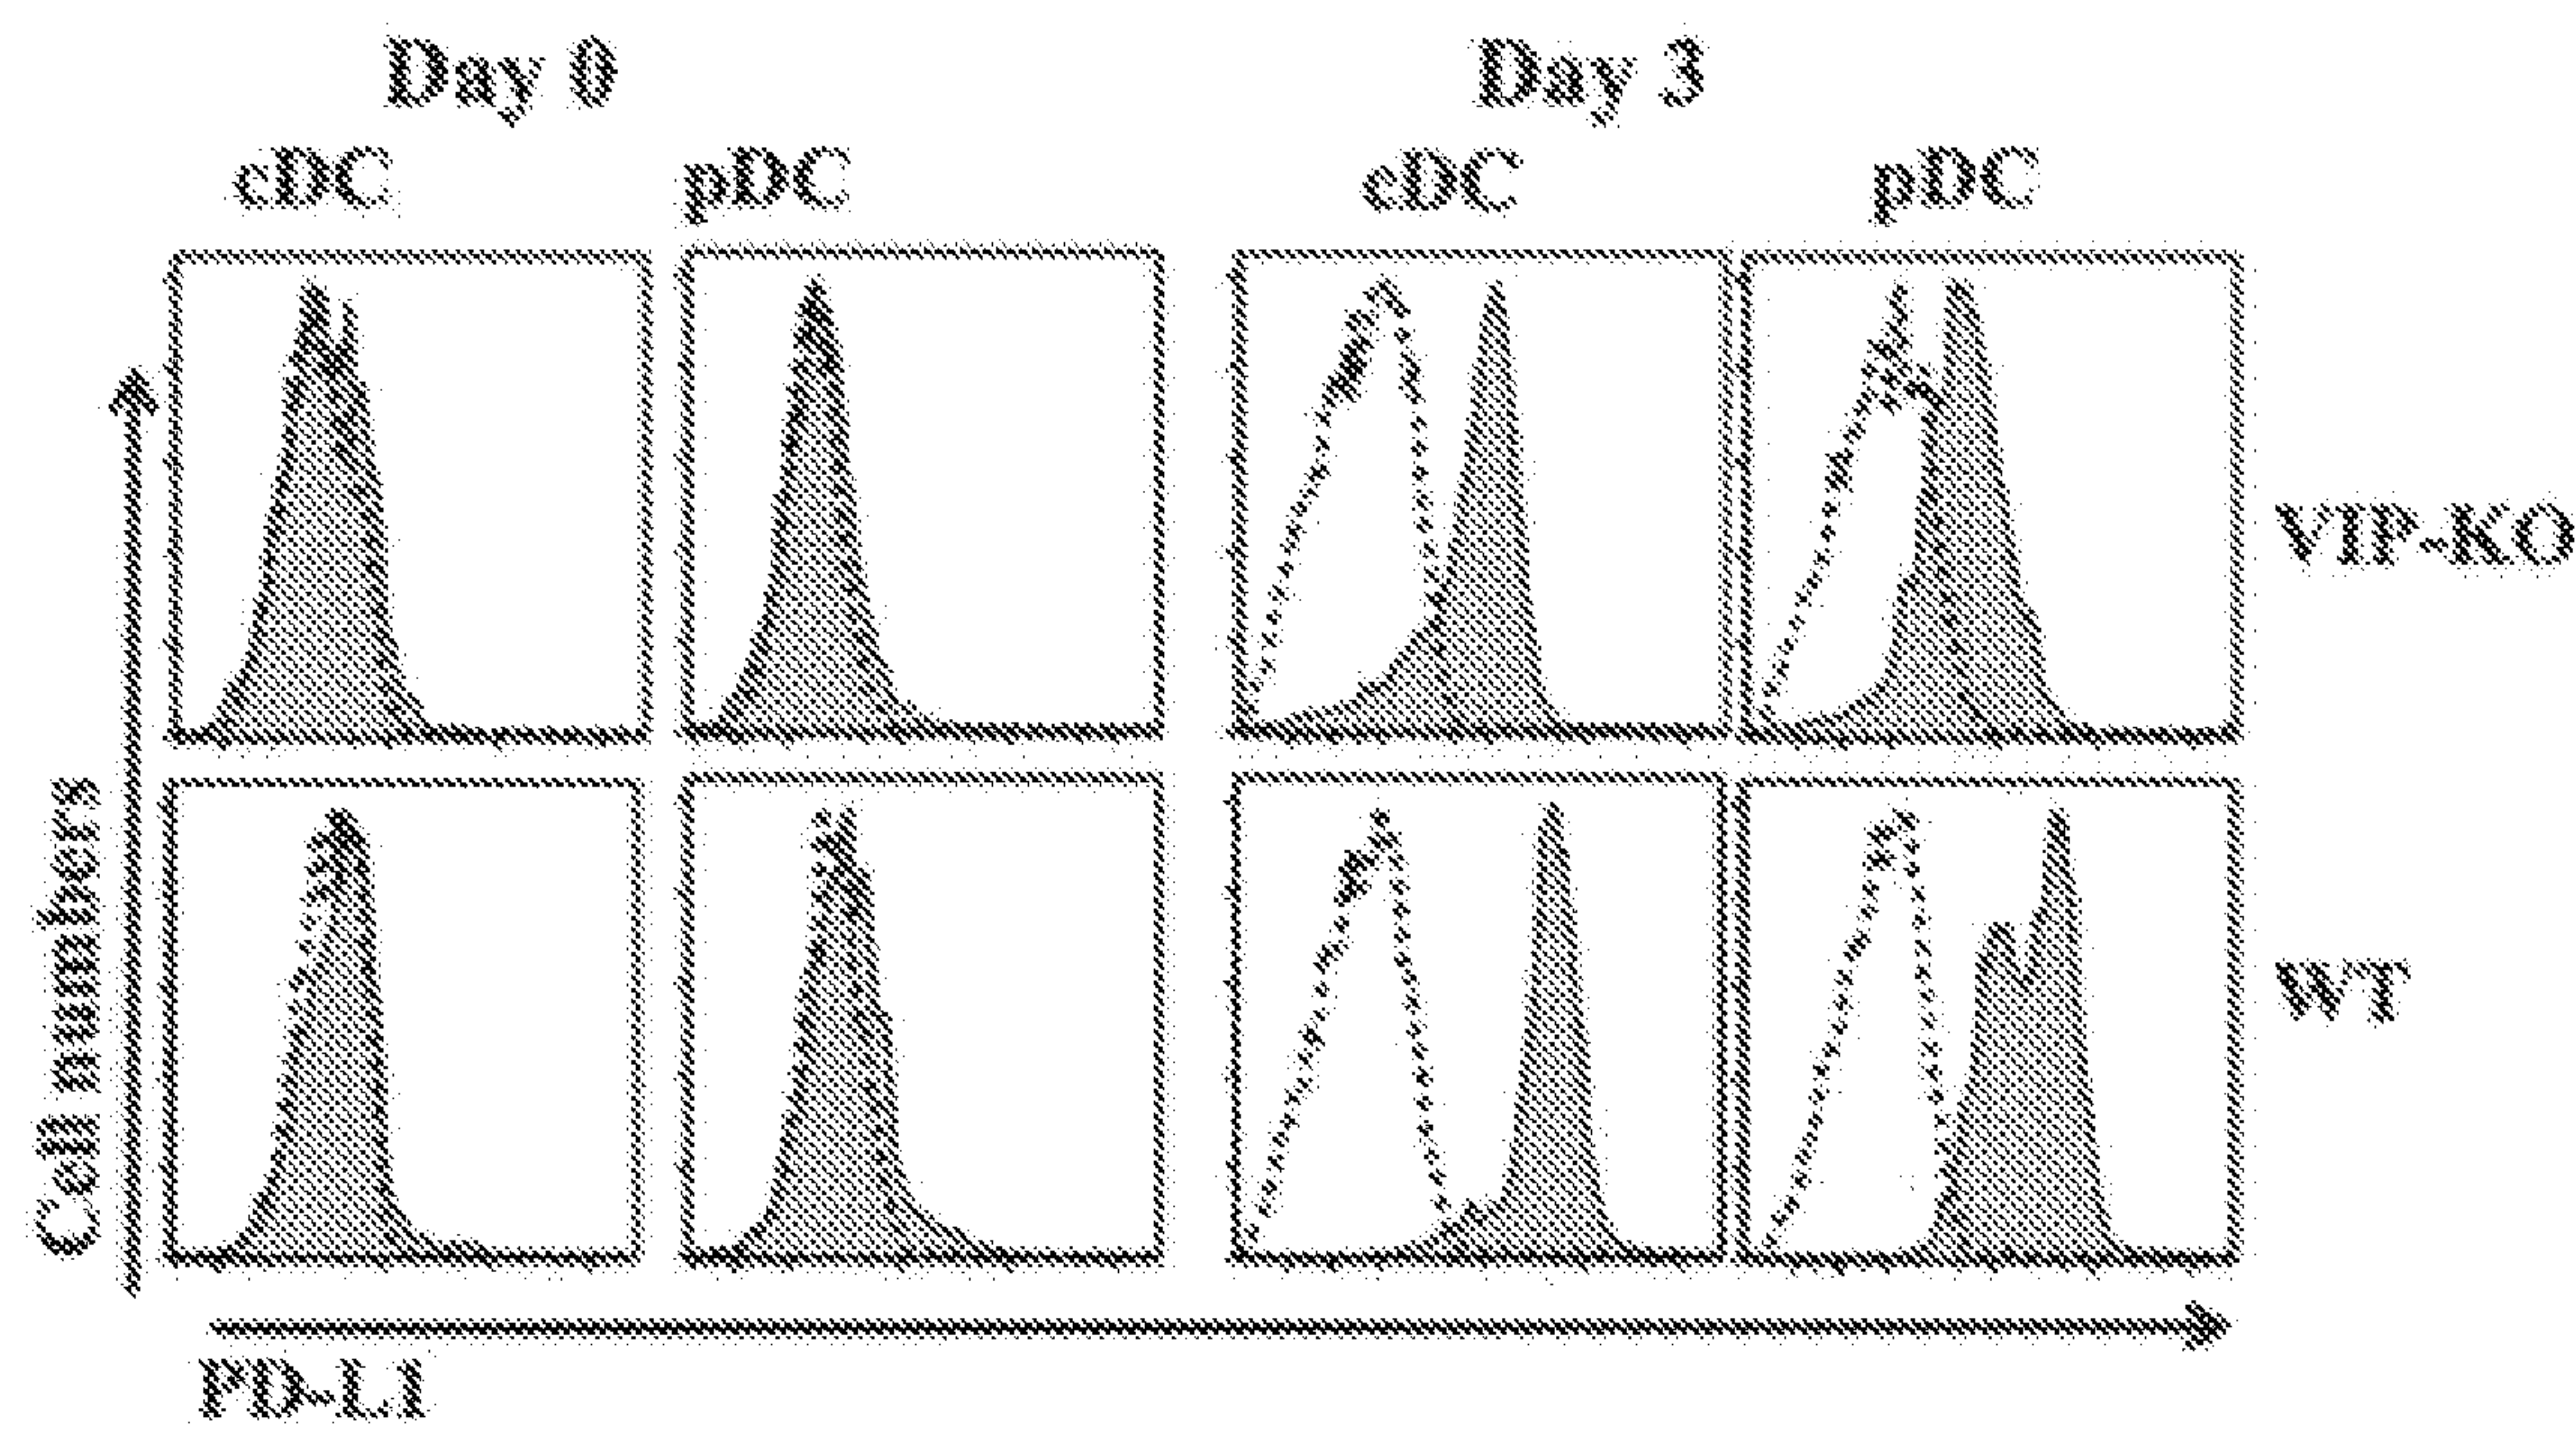 Day 0 Day 3
cDC pDC cDC pDC
VIP-KO
WT
Cell numbers
PD-L1